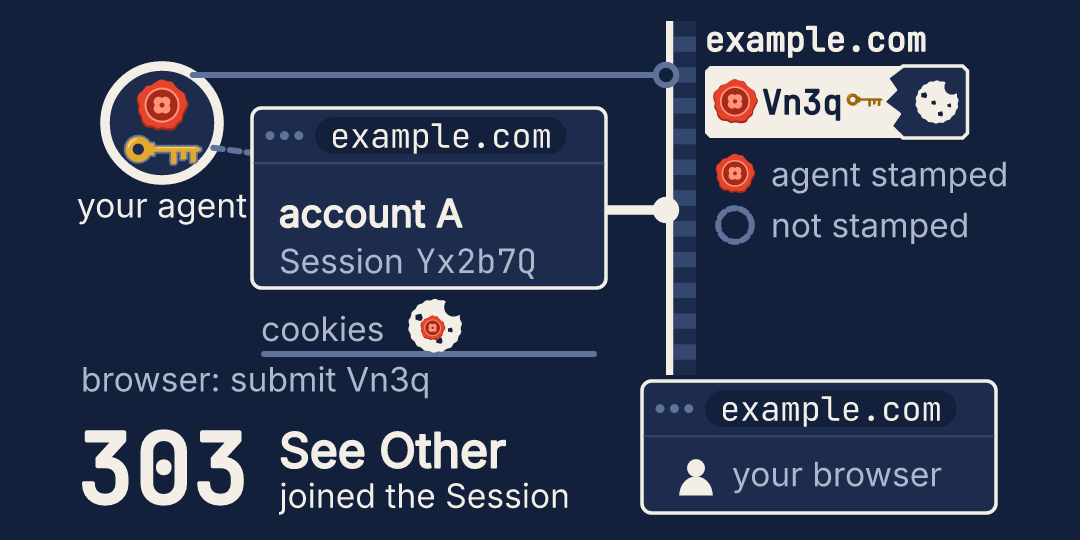 example.com
Vn3q
agent stamped
not stamped
your agent
example.com
account A
Session Yx2b7Q
cookies
browser: submit Vn3q
303 See Other
joined the Session
example.com
your browser